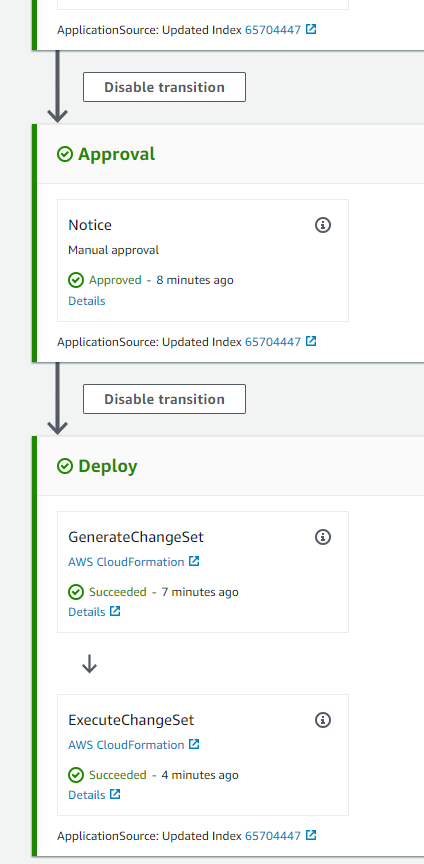 ApplicationSource: Updated Index 65704447
Disable transition
Approval
Notice
Manual approval
Approved - 8 minutes ago
Details
ApplicationSource: Updated Index 65704447
Disable transition
Deploy
GenerateChangeSet
AWS CloudFormation
Succeeded - 7 minutes ago
Details
ExecuteChangeSet
AWS CloudFormation
Succeeded - 4 minutes ago
Details
ApplicationSource: Updated Index 65704447